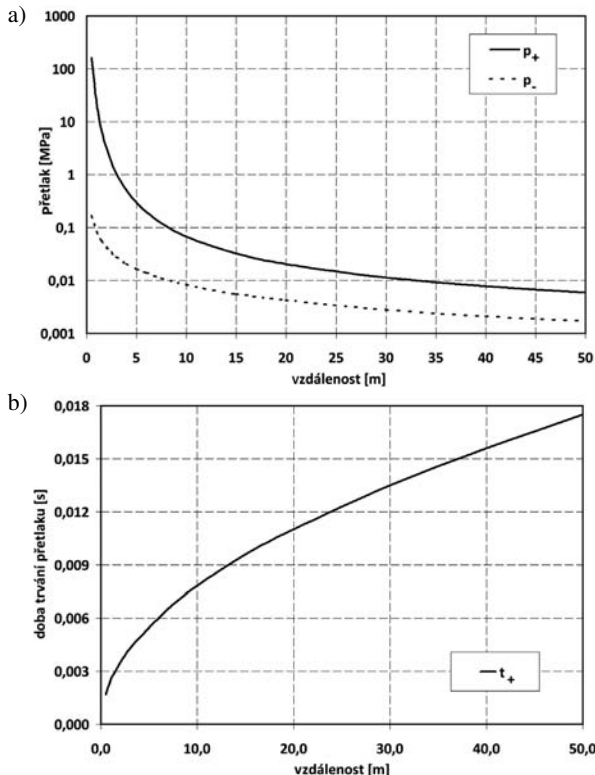 a)
1000
100
10
1
0,1
0,01
0,001
přetlak [MPa]
p+
p-
0 5 10 15 20 25 30 35 40 45 50
vzdálenost [m]
b)
0,018
0,015
0,012
0,009
0,006
0,003
0,000
doba trvání přetlaku [s]
t+
0,0 10,0 20,0 30,0 40,0 50,0
vzdálenost [m]